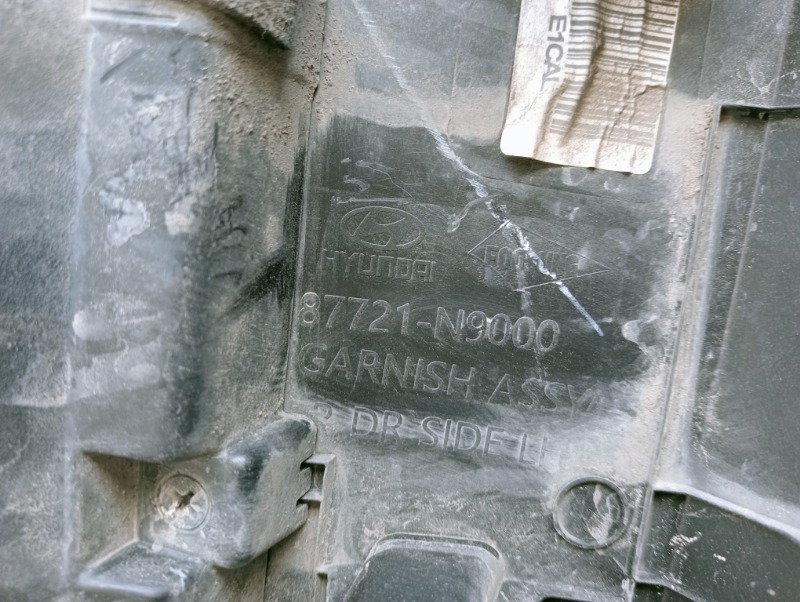 E1CAL
HYUNDAI
87721-N9000
GARNISH ASSY-
DR SIDE LH